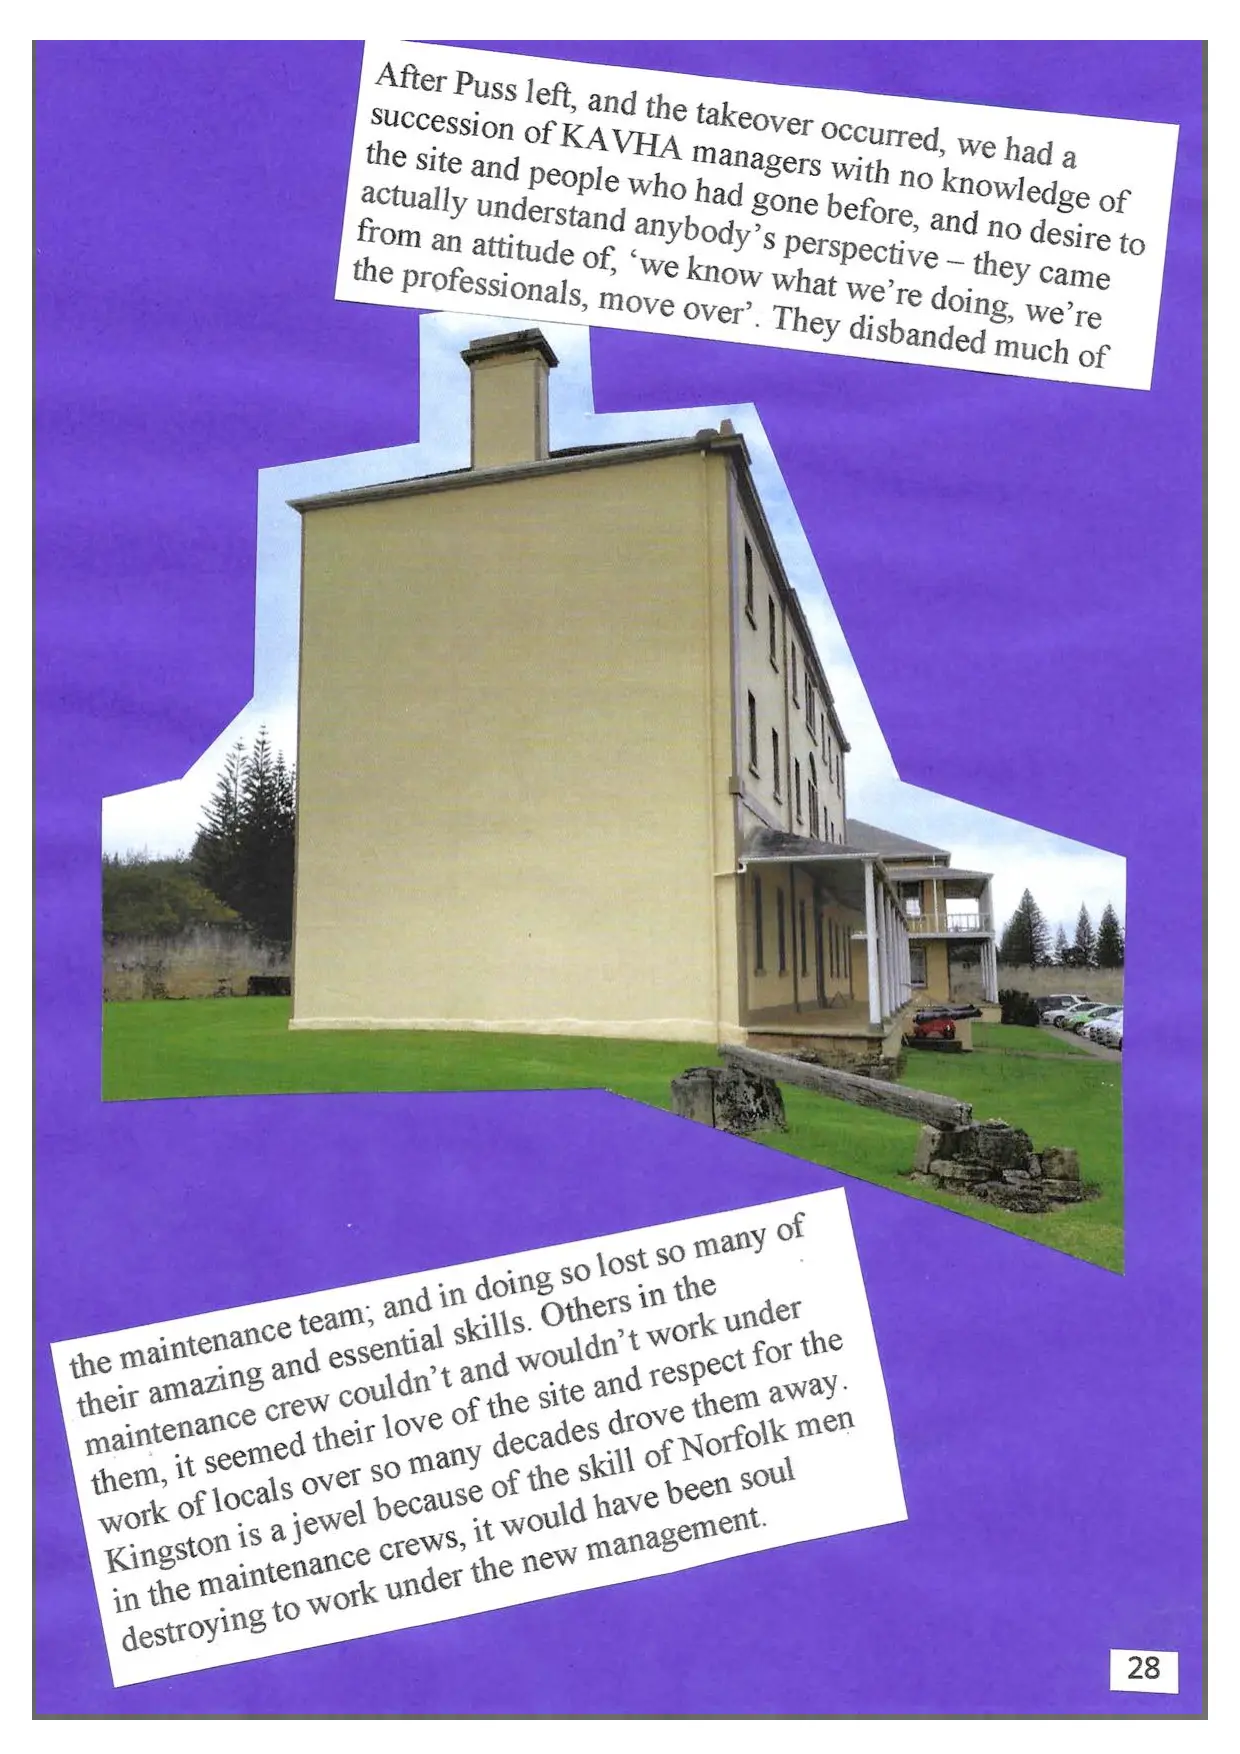 After Puss left, and the takeover occurred, we had a
succession of KAVHA managers with no knowledge of
the site and people who had gone before, and no desire to
actually understand anybody’s perspective – they came
from an attitude of, ‘we know what we’re doing, we’re
the professionals, move over’. They disbanded much of
the maintenance team; and in doing so lost so many of
their amazing and essential skills. Others in the
maintenance crew couldn’t and wouldn’t work under
them, it seemed their love of the site and respect for the
work of locals over so many decades drove them away.
Kingston is a jewel because of the skill of Norfolk men
in the maintenance crews, it would have been soul
destroying to work under the new management.
28